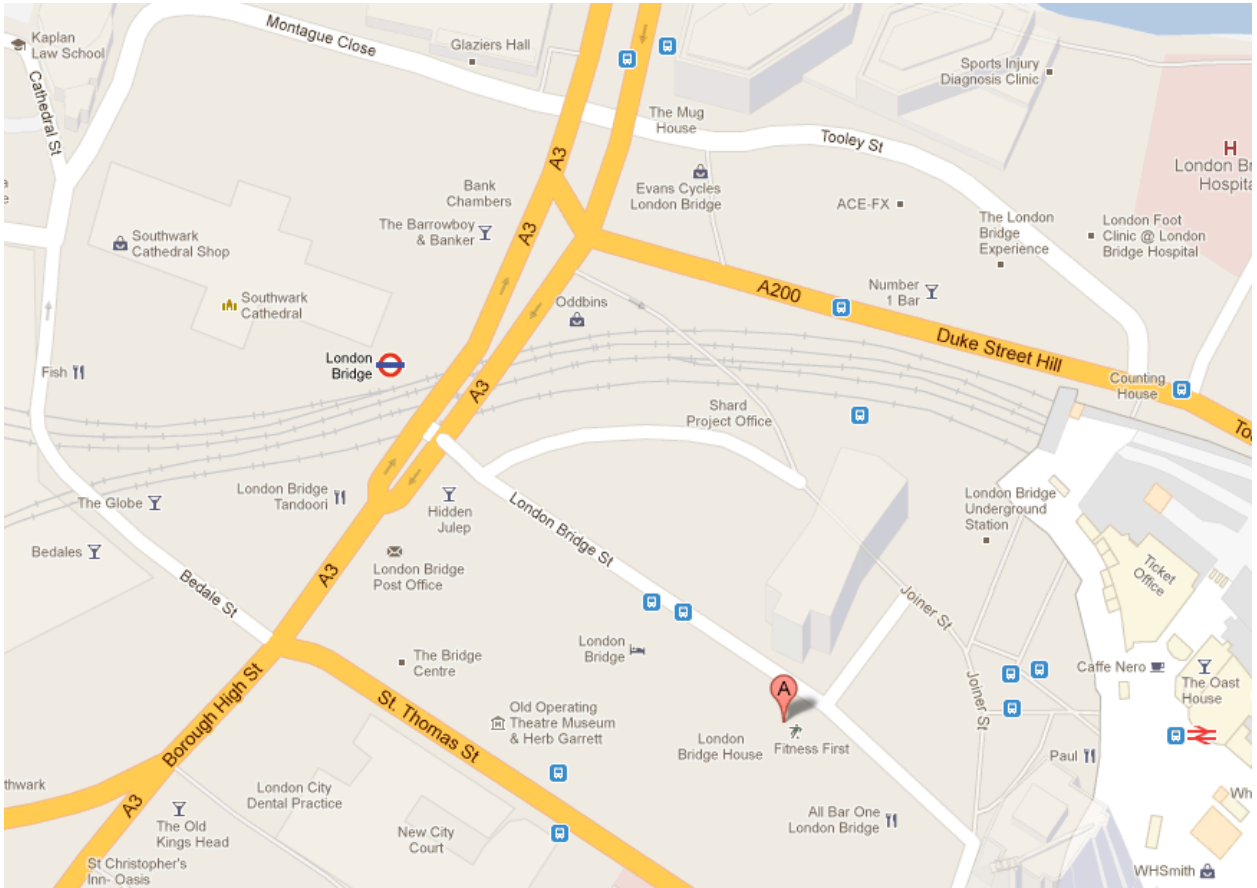 Kaplan
Law School
Montague Close
Glaziers Hall
Sports Injury
Diagnosis Clinic
Cathedral St
The Mug
House
Tooley St
H
London Br
Hospita
A3
Bank
Chambers
Evans Cycles
London Bridge
ACE-FX
The London
Bridge
Experience
London Foot
Clinic @ London
Bridge Hospital
a
e
The Barrowboy
& Banker
A3
Southwark
Cathedral Shop
Southwark
Cathedral
Oddbins
A200
Number
1 Bar
Duke Street Hill
London
Bridge
Fish
A3
Counting
House
Too
Shard
Project Office
The Globe
London Bridge
Tandoori
Hidden
Julep
London Bridge St
London Bridge
Underground
Station
Bedales
London Bridge
Post Office
A3
Bedale St
Ticket
Office
Joiner St
London
Bridge
The Bridge
Centre
Caffe Nero
The Oast
House
Joiner St
A
Borough High St
St. Thomas St
Old Operating
Theatre Museum
& Herb Garrett
London
Bridge House
Fitness First
Paul
thwark
A3
London City
Dental Practice
Wh
The Old
Kings Head
New City
Court
All Bar One
London Bridge
St Christopher's
Inn- Oasis
WHSmith